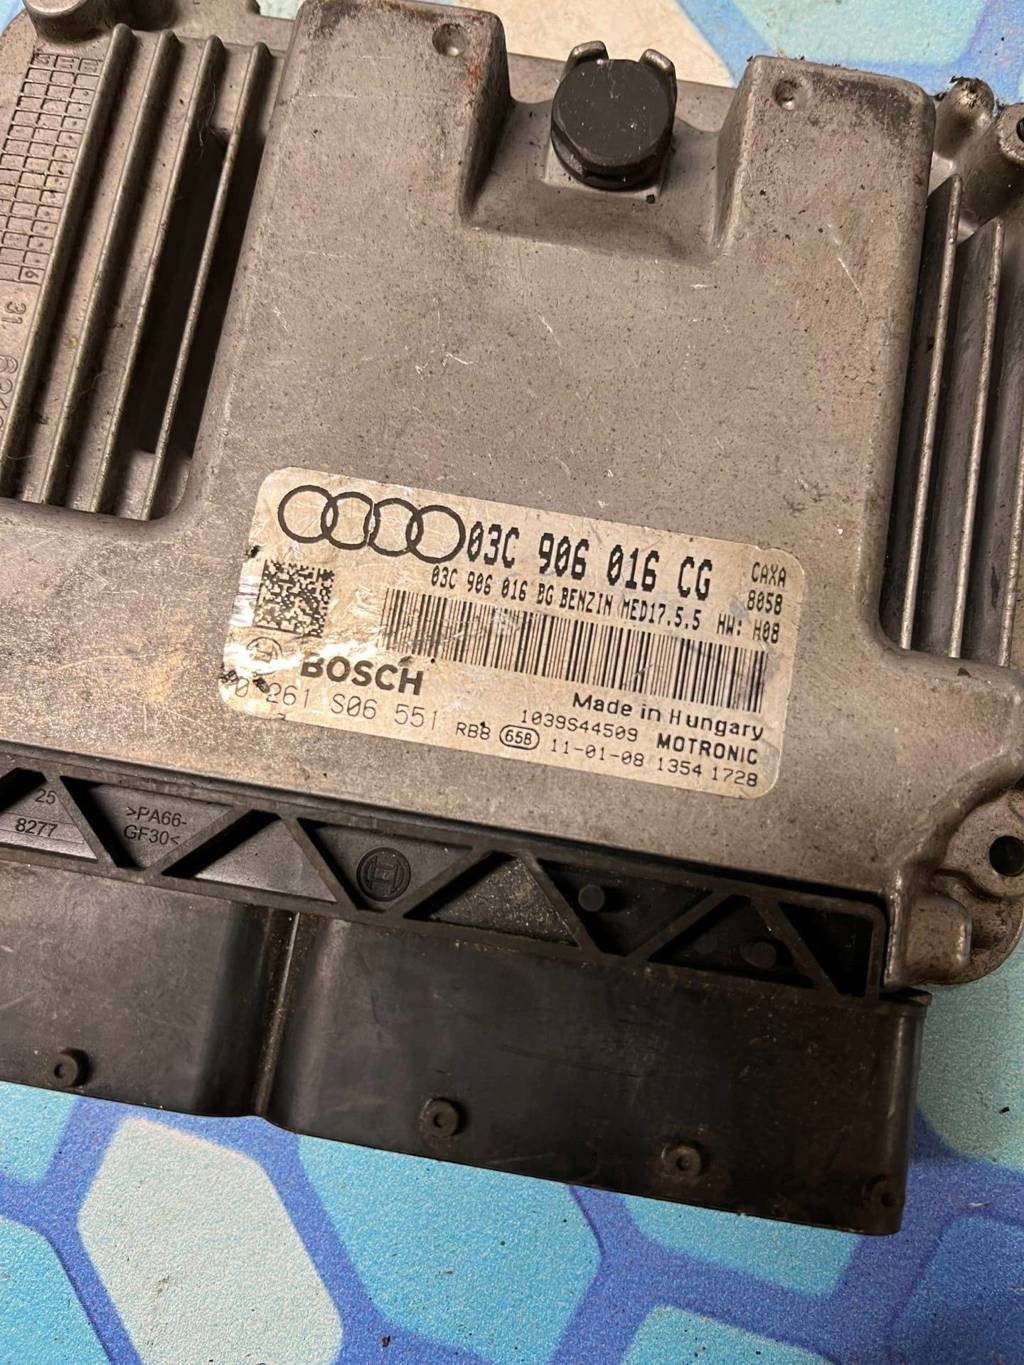 03C 906 016 CG
CAXA
03C 906 016 BG BENZIN MED17.5.5 HW: H08
8058
BOSCH
Made in Hungary
0 261 S06 551
1039S44509 MOTRONIC
RB8 658 11-01-08 1354 1728
31
25
8277
>PA66-
GF30<